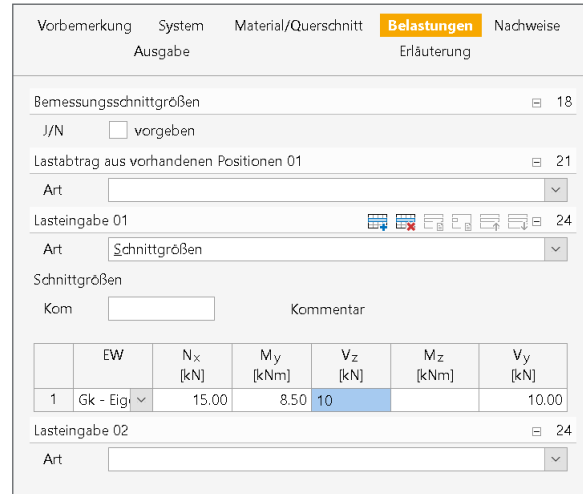 Vorbemerkung System Material/Querschnitt Belastungen Nachweise
Ausgabe Erläuterung
Bemessungsschnittgrößen 18
J/N vorgeben
Lastabtrag aus vorhandenen Positionen 01 21
Art
Lasteingabe 01 24
Art Schnittgrößen
Schnittgrößen
Kom Kommentar
EW Nx My Vz Mz Vy
[kN] [kNm] [kN] [kNm] [kN]
1 Gk - Eig 15.00 8.50 10 10.00
Lasteingabe 02 24
Art